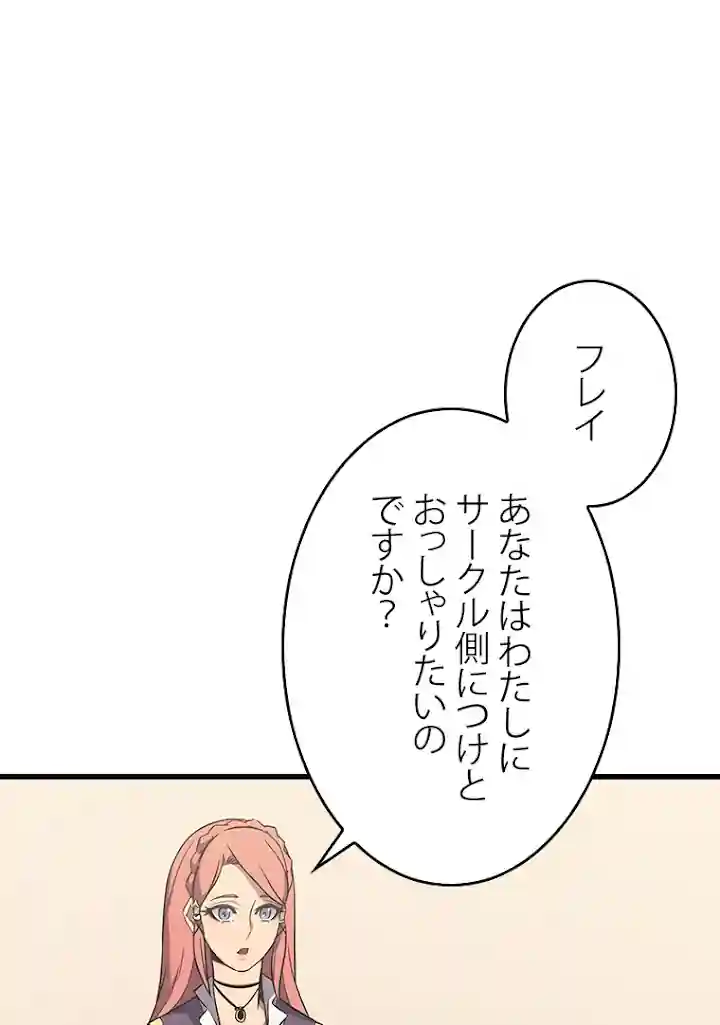 フレイ
あなたはわたしに
サークル側につけと
おっしゃりたいの
ですか？